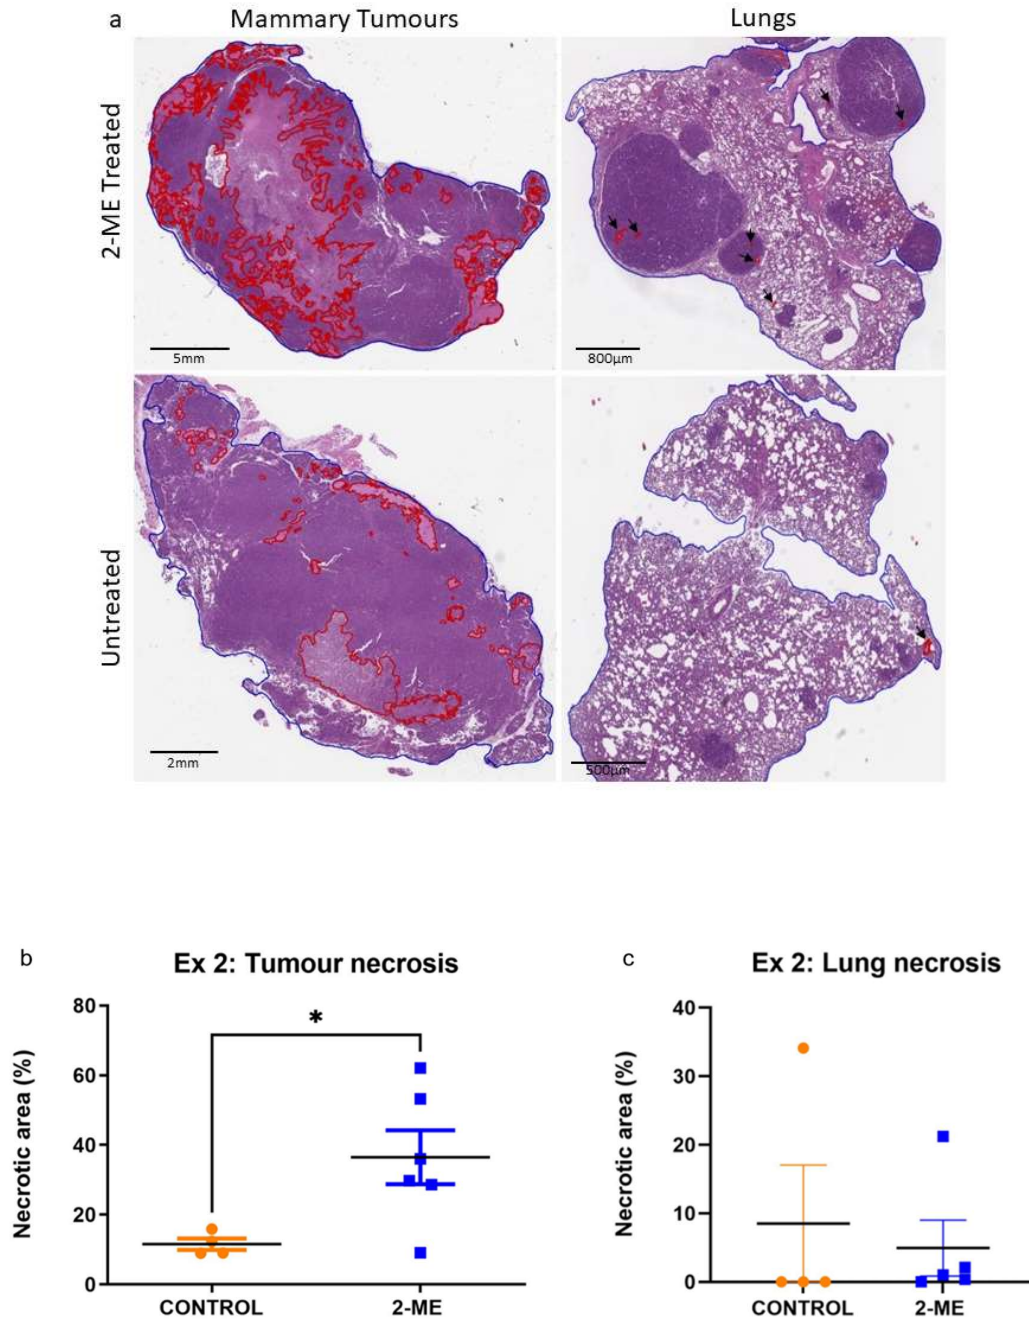 a
Mammary Tumours
Lungs
2-ME Treated
5mm
800μm
Untreated
2mm
500μm
b
Ex 2: Tumour necrosis
Necrotic area (%)
80
60
40
20
0
*
CONTROL
2-ME
c
Ex 2: Lung necrosis
Necrotic area (%)
40
30
20
10
0
CONTROL
2-ME